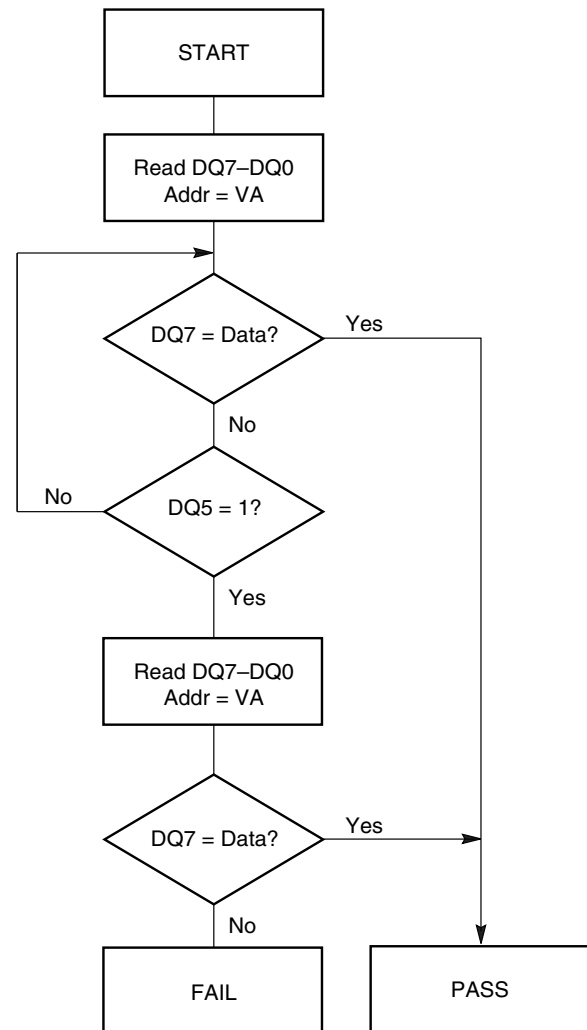 START
Read DQ7–DQ0
Addr = VA
DQ7 = Data?
Yes
No
DQ5 = 1?
No
Yes
Read DQ7–DQ0
Addr = VA
DQ7 = Data?
Yes
No
FAIL
PASS